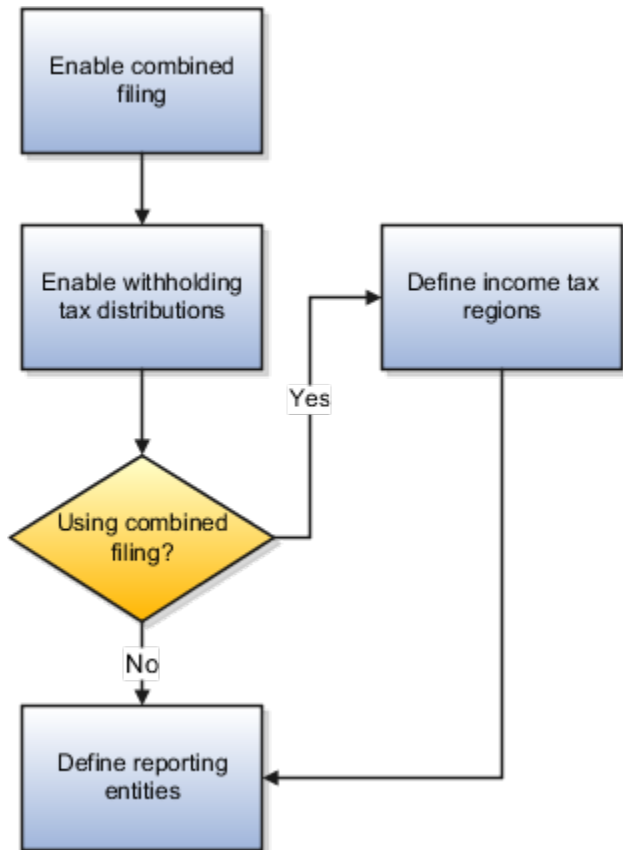 Enable combined
filing
Enable withholding
tax distributions
Define income tax
regions
Yes
Using combined
filing?
No
Define reporting
entities